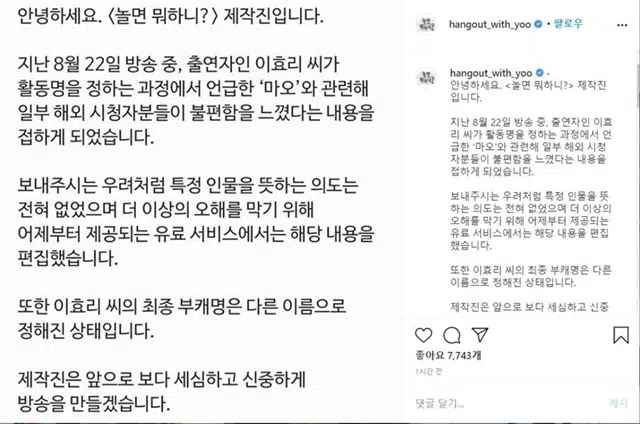 안녕하세요. <놀면 뭐하니?> 제작진입니다.
지난 8월 22일 방송 중, 출연자인 이효리 씨가
활동명을 정하는 과정에서 언급한 '마오'와 관련해
일부 해외 시청자분들이 불편함을 느꼈다는 내용을
접하게 되었습니다.
보내주시는 우려처럼 특정 인물을 뜻하는 의도는
전혀 없었으며 더 이상의 오해를 막기 위해
어제부터 제공되는 유료 서비스에서는 해당 내용을
편집했습니다.
또한 이효리 씨의 최종 부캐명은 다른 이름으로
정해진 상태입니다.
제작진은 앞으로 보다 세심하고 신중하게
방송을 만들겠습니다.
hangout_with_yoo • 팔로우
hangout_with_yoo -
안녕하세요. <놀면 뭐하니?> 제작진
입니다.
지난 8월 22일 방송 중, 출연자인 이효
리 씨가 활동명을 정하는 과정에서 언
급한 '마오'와 관련해 일부 해외 시청
자분들이 불편함을 느꼈다는 내용을
접하게 되었습니다.
보내주시는 우려처럼 특정 인물을 뜻
하는 의도는 전혀 없었으며 더 이상의
오해를 막기 위해 어제부터 제공되는
유료 서비스에서는 해당 내용을 편집
했습니다.
또한 이효리 씨의 최종 부캐명은 다른
이름으로 정해진 상태입니다.
제작진은 앞으로 보다 세심하고 신중
좋아요 7,743개
1시간 전
댓글 달기...
게시